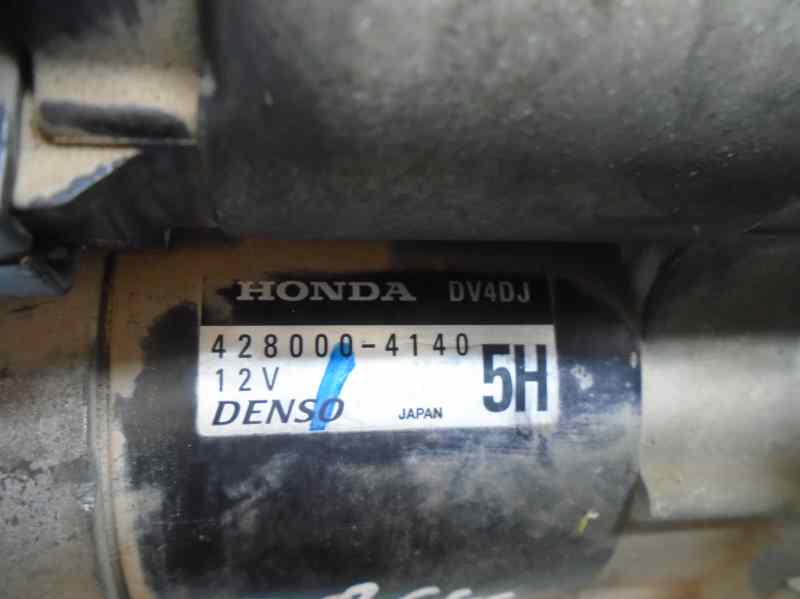 HONDA DV4DJ
428000-4140
12V
5H
DENSO JAPAN